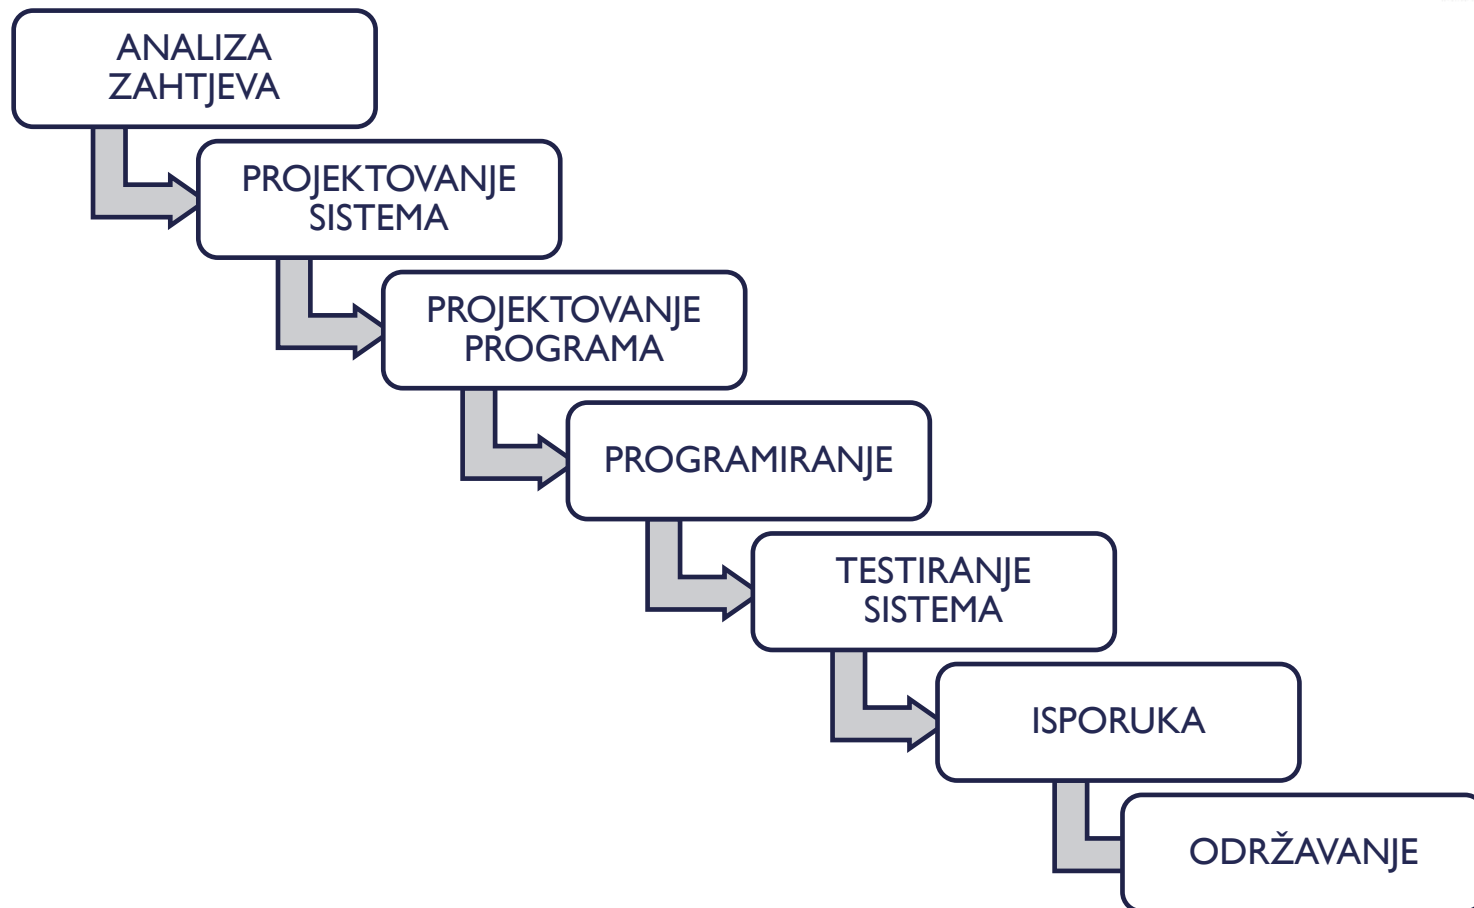 ANALIZA
ZAHTJEVA
PROJEKTOVANJE
SISTEMA
PROJEKTOVANJE
PROGRAMA
PROGRAMIRANJE
TESTIRANJE
SISTEMA
ISPORUKA
ODRŽAVANJE